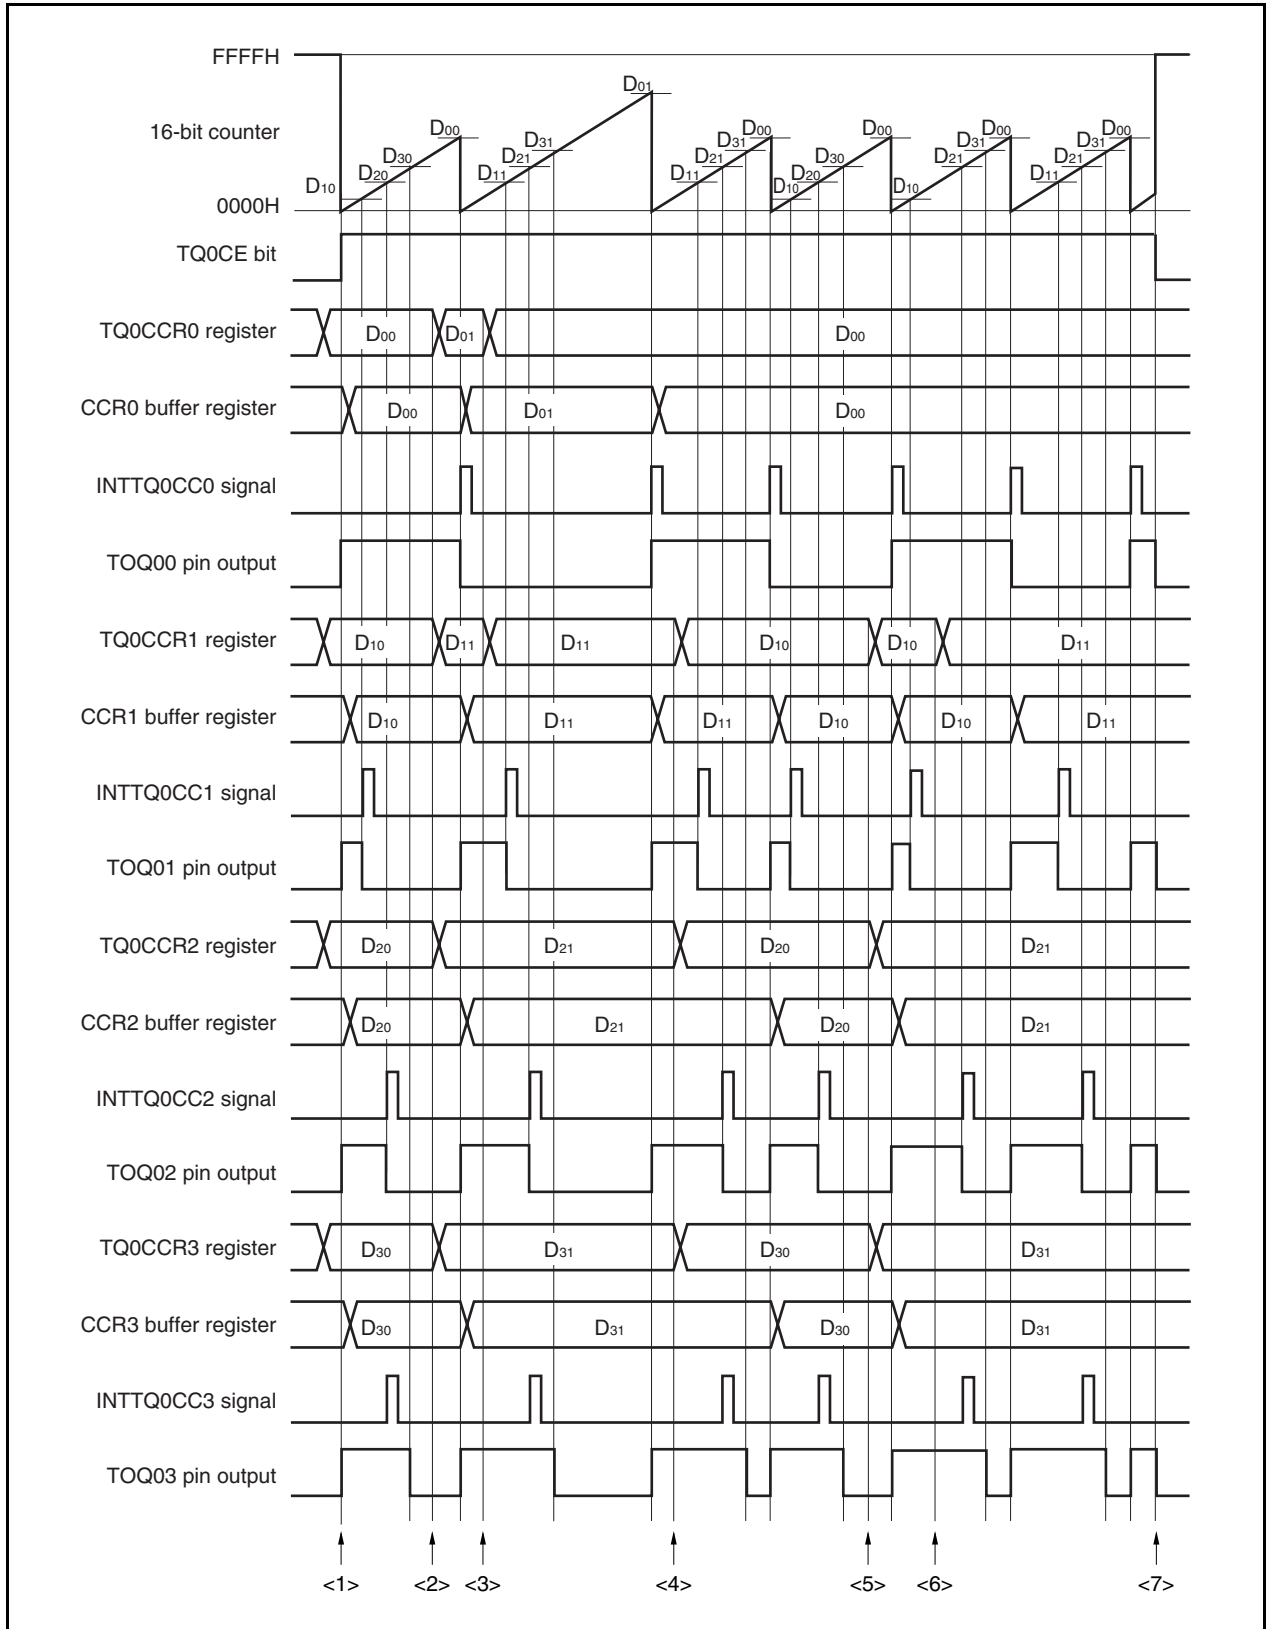 FFFFH
D01
16-bit counter
D00
D31
D00
D00
D00
D00
D30
D21
D31
D30
D31
D31
D20
D11
D21
D20
D21
D21
D10
D11
D10
D10
D11
0000H
TQ0CE bit
TQ0CCR0 register
D00
D01
D00
CCR0 buffer register
D00
D01
D00
INTTQ0CC0 signal
TOQ00 pin output
TQ0CCR1 register
D10
D11
D11
D10
D10
D11
CCR1 buffer register
D10
D11
D11
D10
D10
D11
INTTQ0CC1 signal
TOQ01 pin output
TQ0CCR2 register
D20
D21
D20
D21
CCR2 buffer register
D20
D21
D20
D21
INTTQ0CC2 signal
TOQ02 pin output
TQ0CCR3 register
D30
D31
D30
D31
CCR3 buffer register
D30
D31
D30
D31
INTTQ0CC3 signal
TOQ03 pin output
<1>
<2>
<3>
<4>
<5>
<6>
<7>